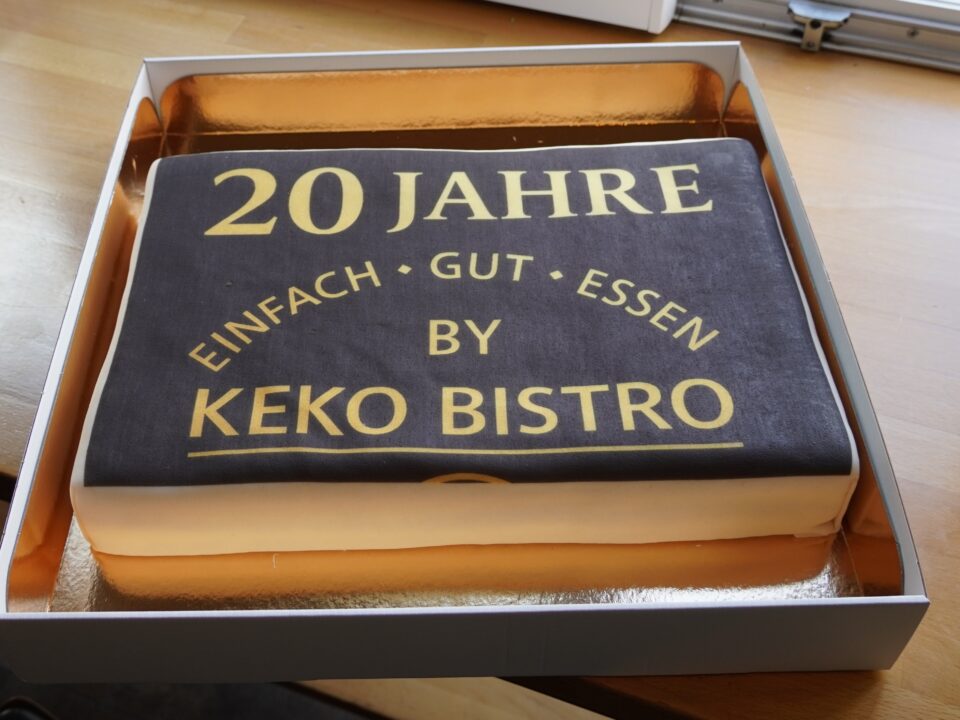 20 JAHRE
EINFACH · GUT · ESSEN
BY
KEKO BISTRO